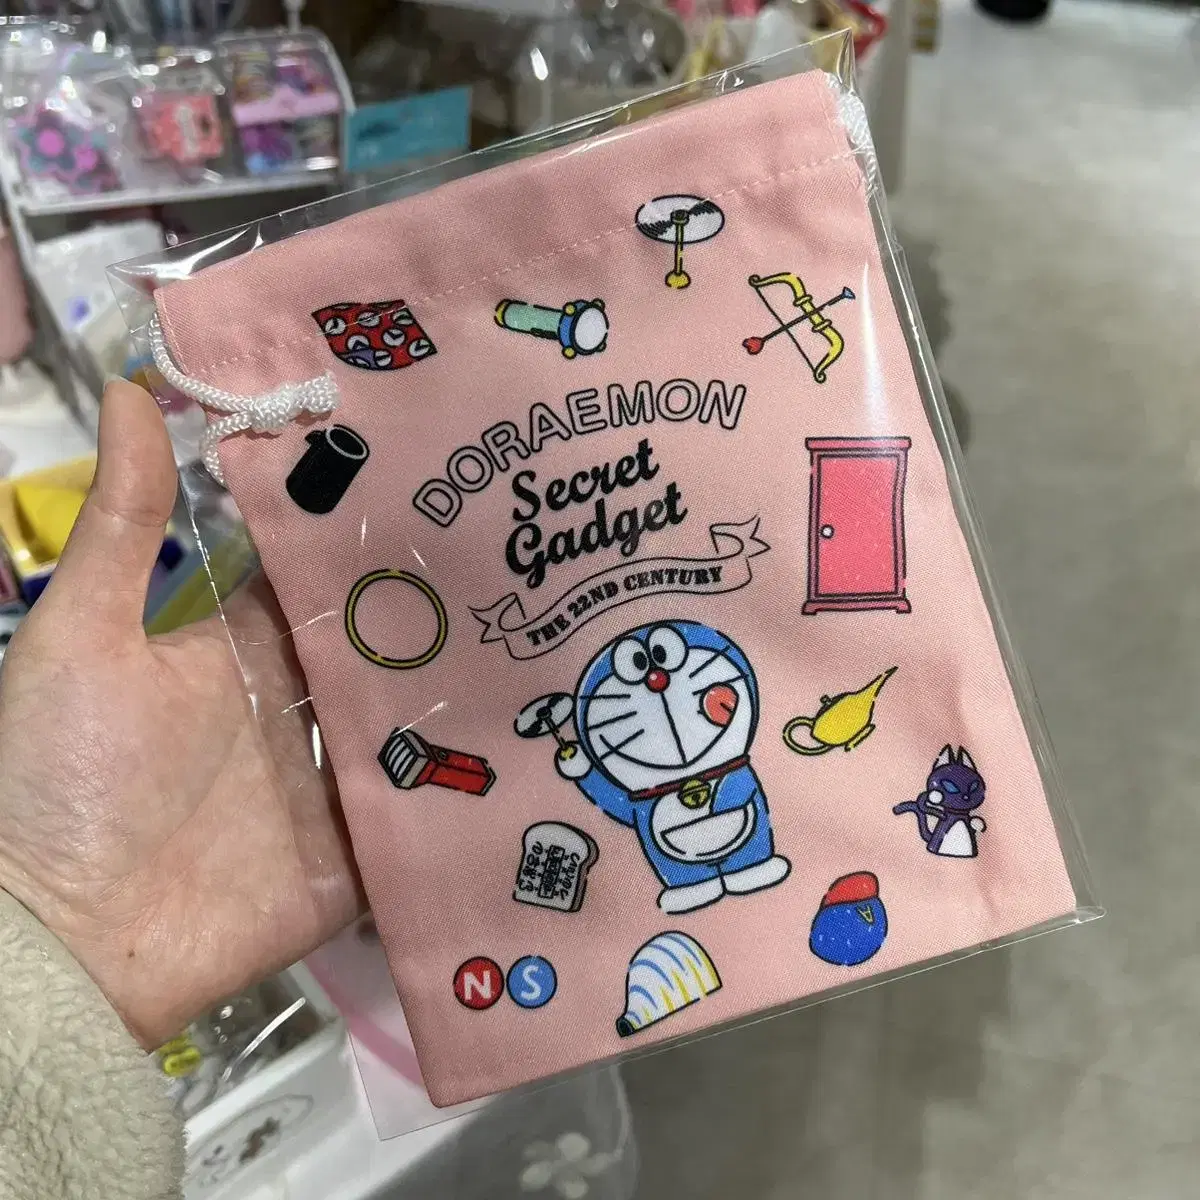 DORAEMON
Secret
Gadget
THE 22ND CENTURY
A
N S